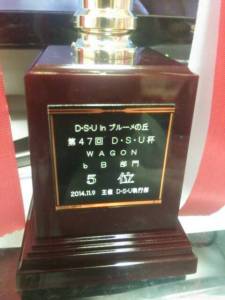 D・S・U in ブルーメの丘
第47回 D・S・U杯
WAGON
b B 部門
5 位
2014.11.9 主催 D・S・U執行部